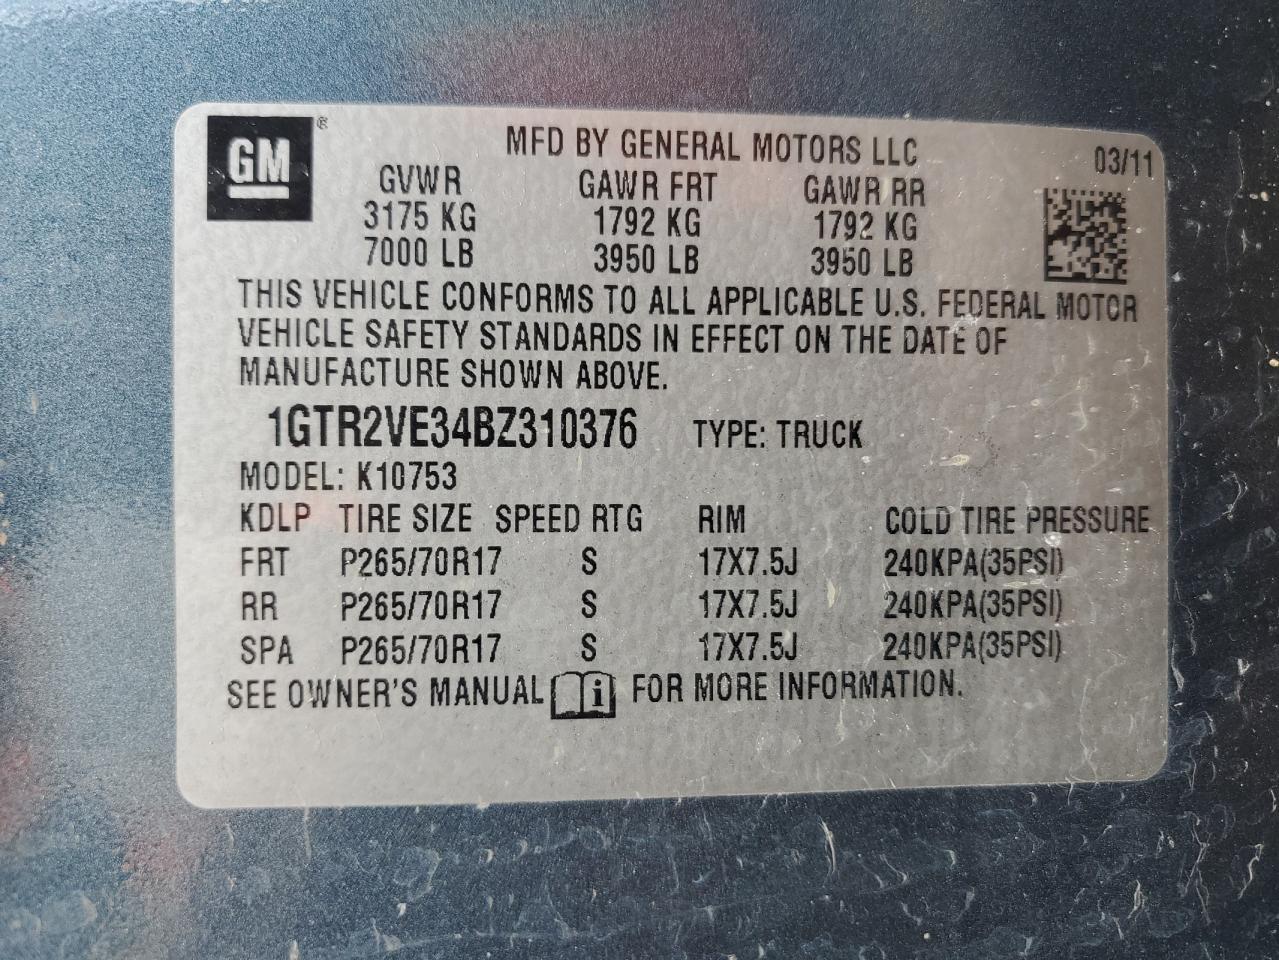 GM®
MFD BY GENERAL MOTORS LLC 03/11
GVWR GAWR FRT GAWR RR
3175 KG 1792 KG 1792 KG
7000 LB 3950 LB 3950 LB
THIS VEHICLE CONFORMS TO ALL APPLICABLE U.S. FEDERAL MOTOR
VEHICLE SAFETY STANDARDS IN EFFECT ON THE DATE OF
MANUFACTURE SHOWN ABOVE.
1GTR2VE34BZ310376 TYPE: TRUCK
MODEL: K10753
KDLP TIRE SIZE SPEED RTG RIM COLD TIRE PRESSURE
FRT P265/70R17 S 17X7.5J 240KPA(35PSI)
RR P265/70R17 S 17X7.5J 240KPA(35PSI)
SPA P265/70R17 S 17X7.5J 240KPA(35PSI)
SEE OWNER'S MANUAL i FOR MORE INFORMATION.